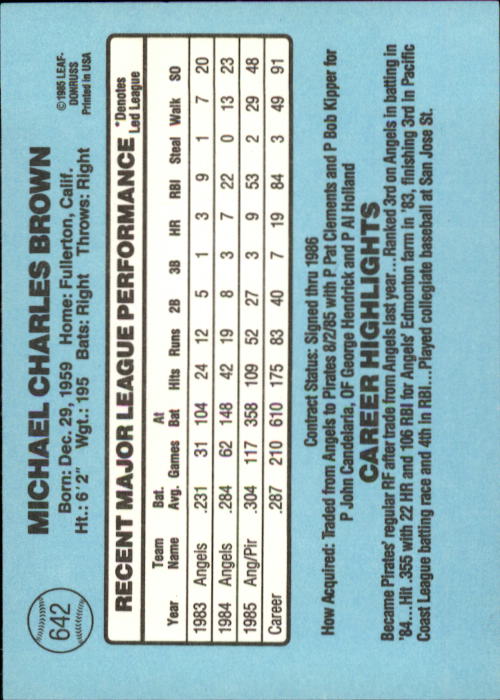 642
MICHAEL CHARLES BROWN
Born: Dec. 29, 1959 Home: Fullerton, Calif.
Ht.: 6'2" Wgt.: 195 Bats: Right Throws: Right
© 1985 LEAF-
DONRUSS
Printed in USA
RECENT MAJOR LEAGUE PERFORMANCE
*Denotes
Led League
Year Team Name Bat. Avg. Games At Bat Hits Runs 2B 3B HR RBI Steal Walk SO
1983 Angels .231 31 104 24 12 5 1 3 9 1 7 20
1984 Angels .284 62 148 42 19 8 3 7 22 0 13 23
1985 Ang/Pir .304 117 358 109 52 27 3 9 53 2 29 48
Career .287 210 610 175 83 40 7 19 84 3 49 91
Contract Status: Signed thru 1986
How Acquired: Traded from Angels to Pirates 8/2/85 with P Pat Clements and P Bob Kipper for
P John Candelaria, OF George Hendrick and P Al Holland
CAREER HIGHLIGHTS
Became Pirates' regular RF after trade from Angels last year...Ranked 3rd on Angels in batting in
'84....Hit .355 with 22 HR and 106 RBI for Angels' Edmonton farm in '83, finishing 3rd in Pacific
Coast League batting race and 4th in RBI...Played collegiate baseball at San Jose St.